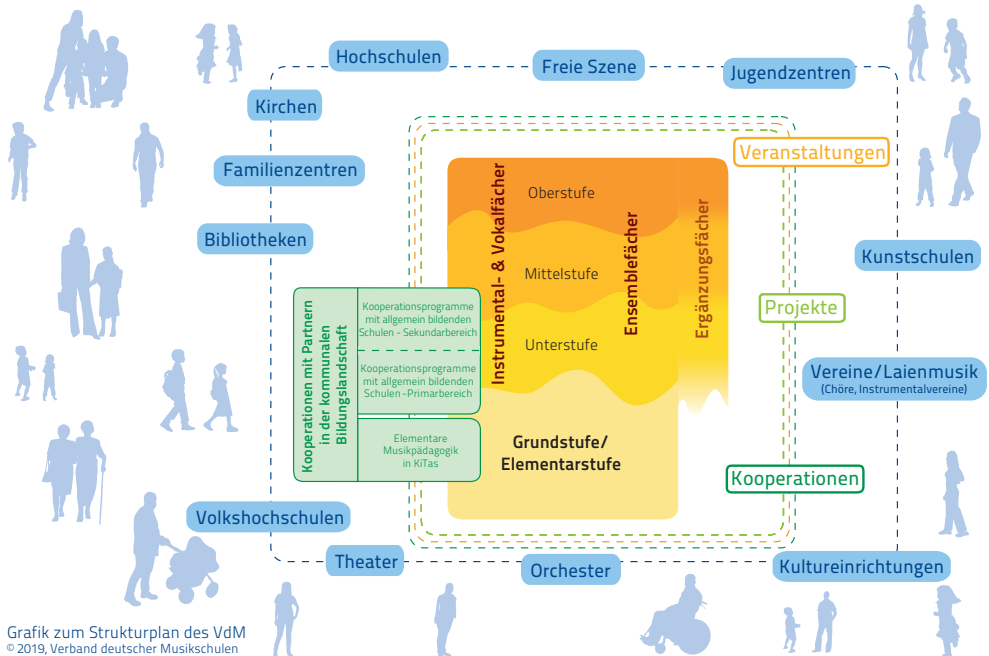 Hochschulen
Freie Szene
Jugendzentren
Kirchen
Familienzentren
Bibliotheken
Veranstaltungen
Kunstschulen
Projekte
Vereine/Laienmusik
(Chöre, Instrumentalvereine)
Kooperationen
Instrumental- & Vokalfächer
Oberstufe
Mittelstufe
Unterstufe
Ensemblefächer
Ergänzungsfächer
Grundstufe/
Elementarstufe
Kooperationen mit Partnern
in der kommunalen
Bildungslandschaft
Kooperationsprogramme
mit allgemein bildenden
Schulen - Sekundarbereich
Kooperationsprogramme
mit allgemein bildenden
Schulen -Primarbereich
Elementare
Musikpädagogik
in KiTas
Volkshochschulen
Theater
Orchester
Kultureinrichtungen
Grafik zum Strukturplan des VdM
© 2019, Verband deutscher Musikschulen